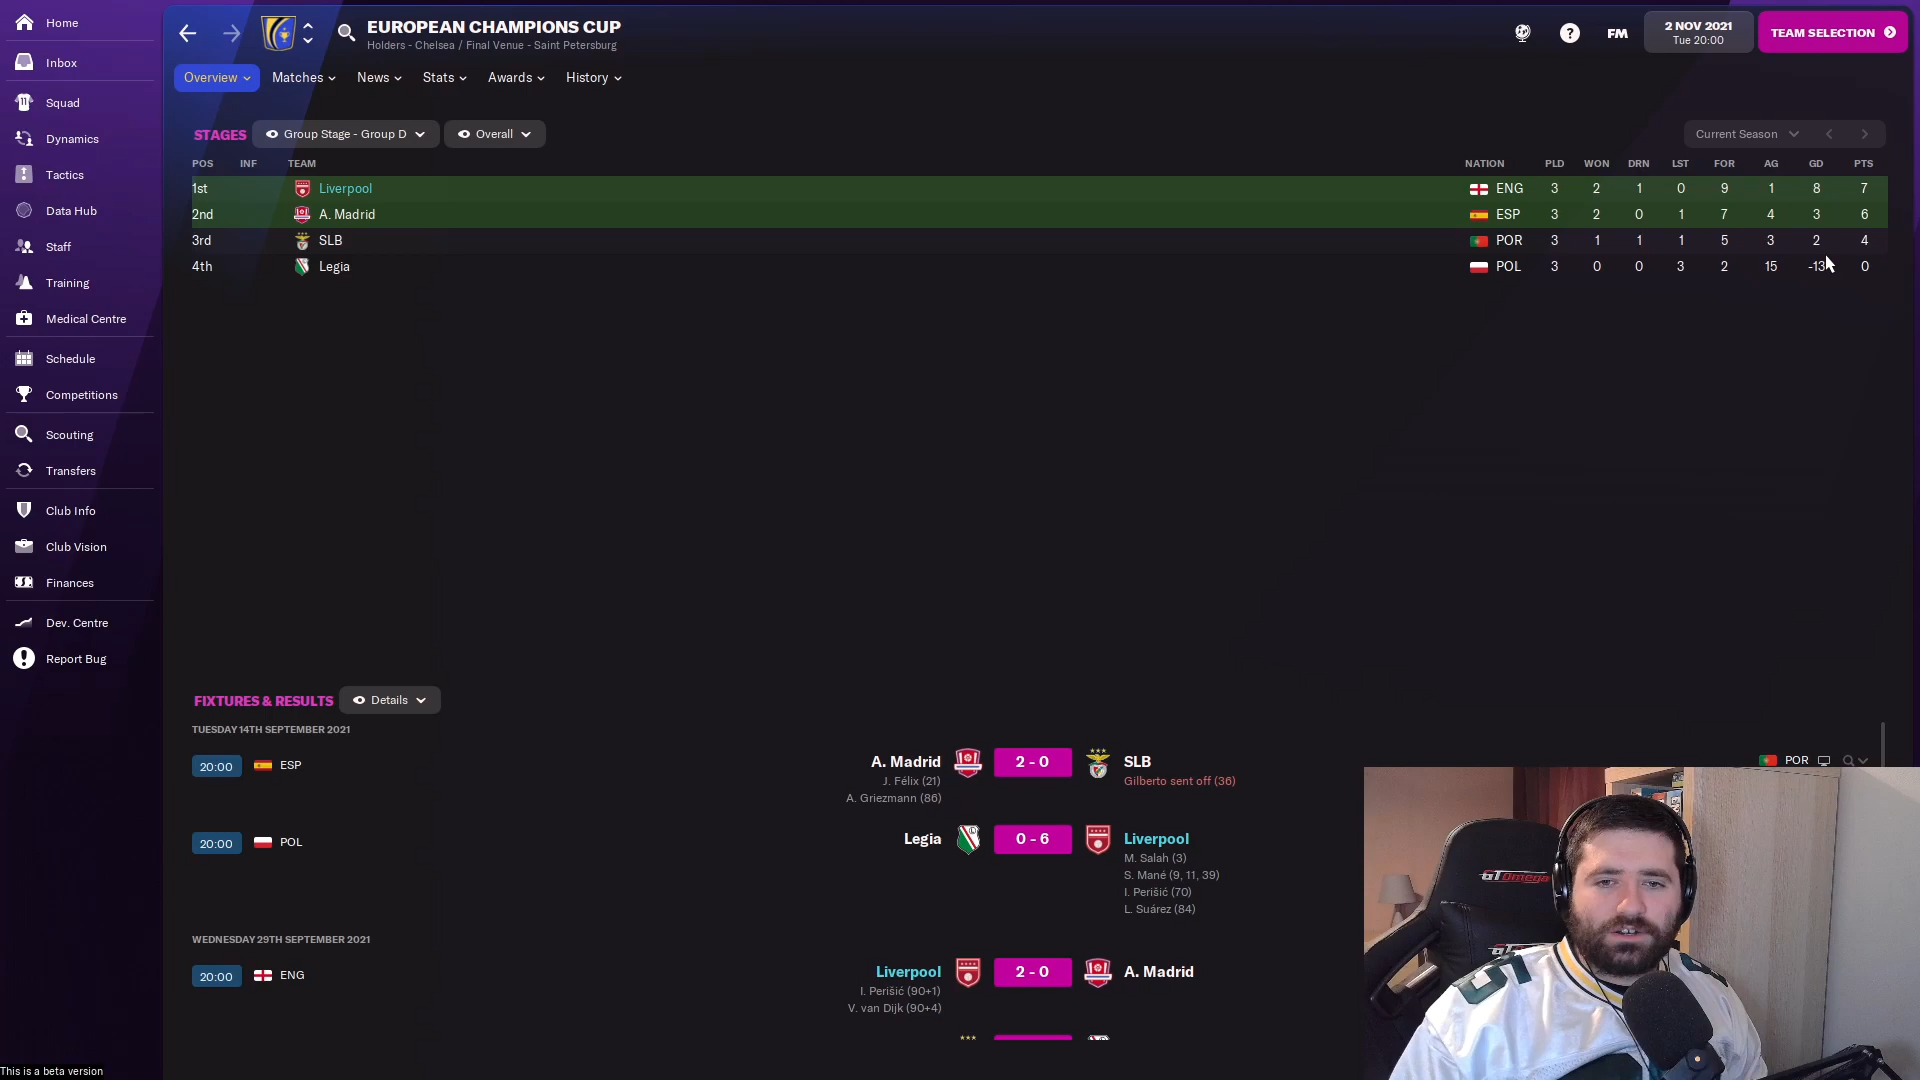 Home
Inbox
Squad
Dynamics
Tactics
Data Hub
Staff
Training
Medical Centre
Schedule
Competitions
Scouting
Transfers
Club Info
Club Vision
Finances
Dev. Centre
Report Bug
This is a beta version
EUROPEAN CHAMPIONS CUP
Holders - Chelsea / Final Venue - Saint Petersburg
? FM
2 NOV 2021
Tue 20:00
TEAM SELECTION
Overview Matches News Stats Awards History
STAGES Group Stage - Group D Overall Current Season
POS INF TEAM NATION PLD WON DRN LST FOR AG GD PTS
1st Liverpool ENG 3 2 1 0 9 1 8 7
2nd A. Madrid ESP 3 2 0 1 7 4 3 6
3rd SLB POR 3 1 1 1 5 3 2 4
4th Legia POL 3 0 0 3 2 15 -13 0
FIXTURES & RESULTS Details
TUESDAY 14TH SEPTEMBER 2021
20:00 ESP A. Madrid 2 - 0 SLB POR
J. Félix (21) Gilberto sent off (36)
A. Griezmann (86)
20:00 POL Legia 0 - 6 Liverpool
M. Salah (3)
S. Mané (9, 11, 39)
I. Perišić (70)
L. Suárez (84)
WEDNESDAY 29TH SEPTEMBER 2021
20:00 ENG Liverpool 2 - 0 A. Madrid
I. Perišić (90+1)
V. van Dijk (90+4)
GTOmega